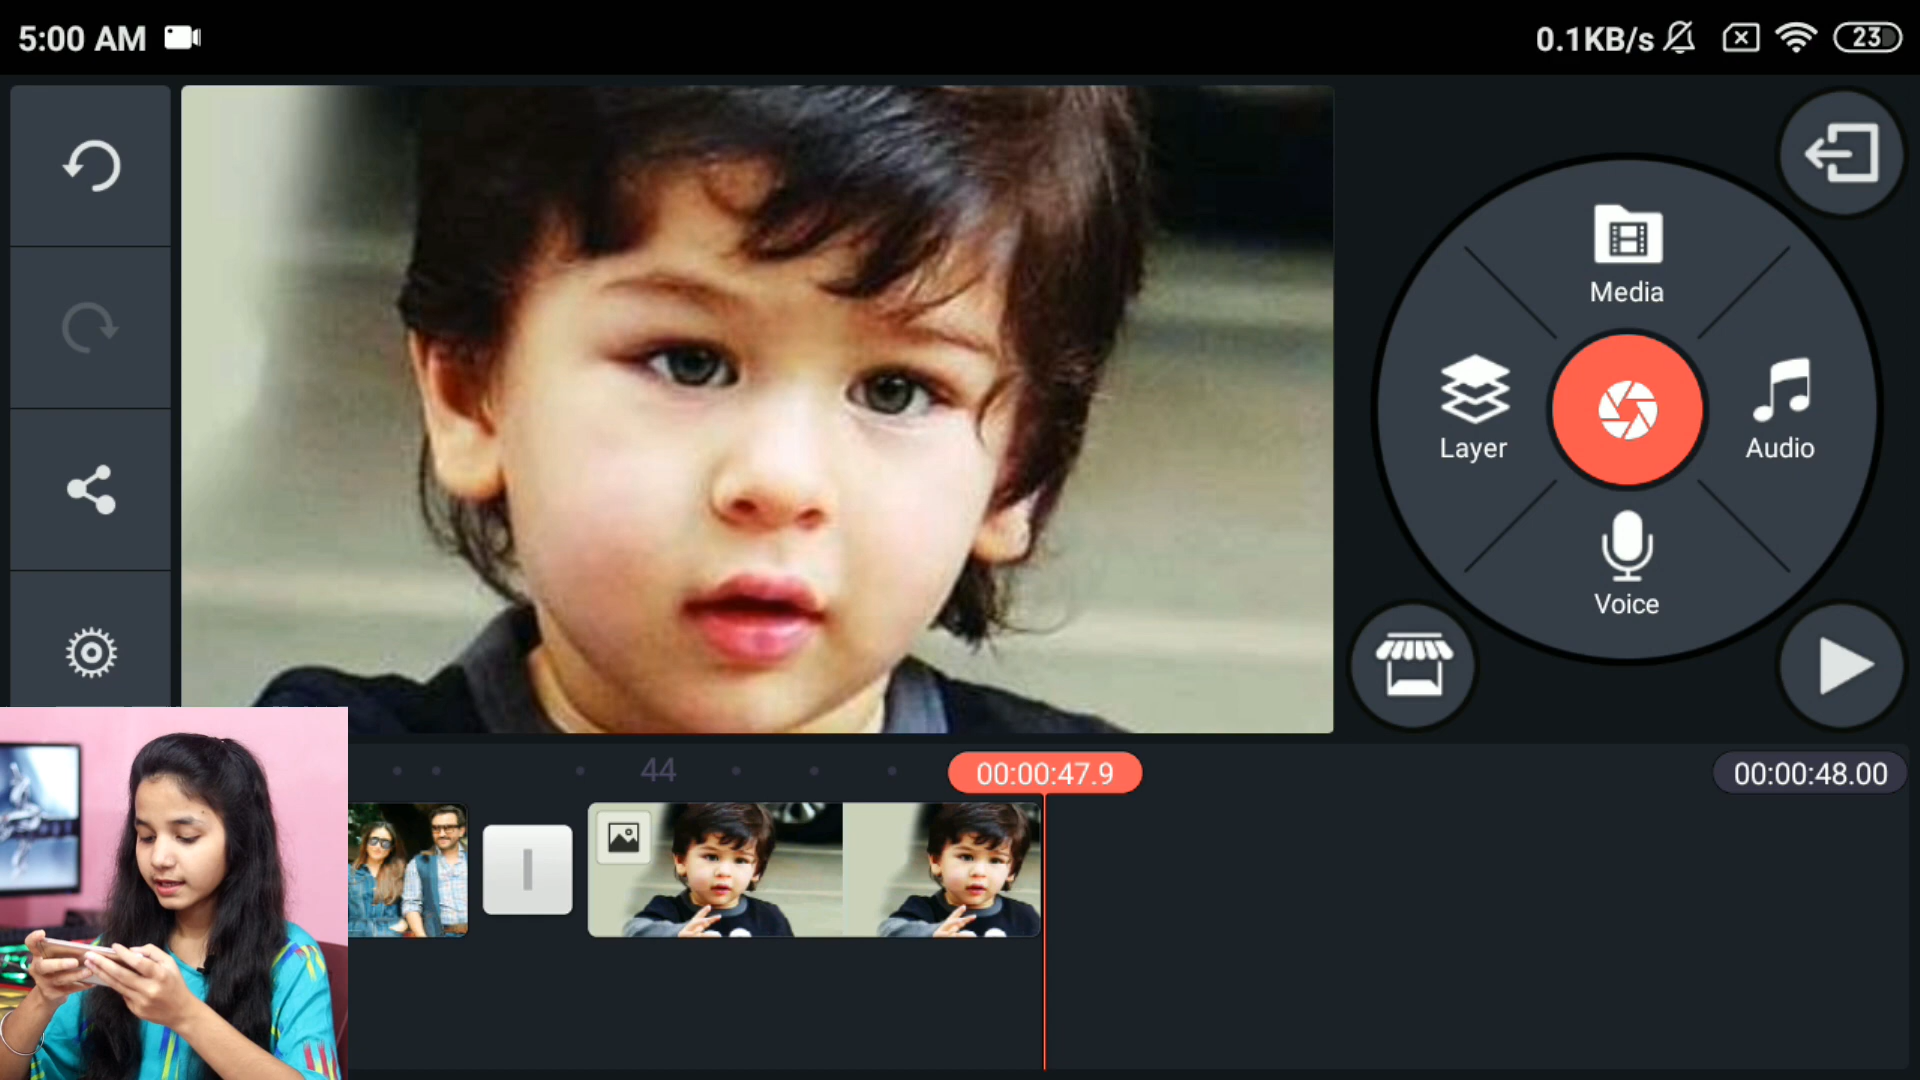 5:00 AM
0.1KB/s
23
Media
Layer
Audio
Voice
44
00:00:47.9
00:00:48.00